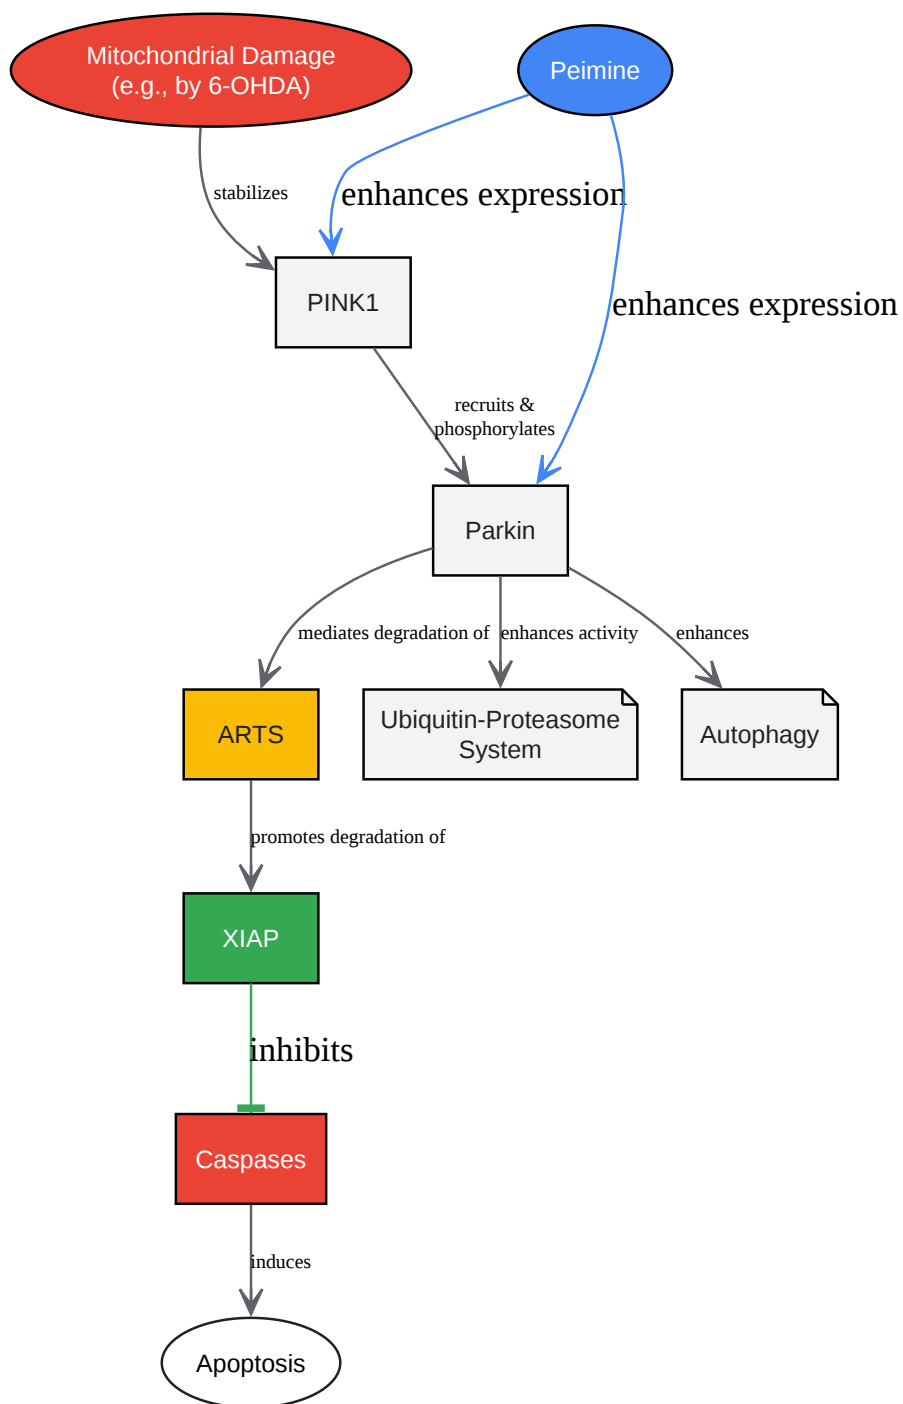 Mitochondrial Damage
(e.g., by 6-OHDA)
Peimine
stabilizes
enhances expression
PINK1
enhances expression
recruits &
phosphorylates
Parkin
mediates degradation of
enhances activity
enhances
ARTS
Ubiquitin-Proteasome
System
Autophagy
promotes degradation of
XIAP
inhibits
Caspases
induces
Apoptosis